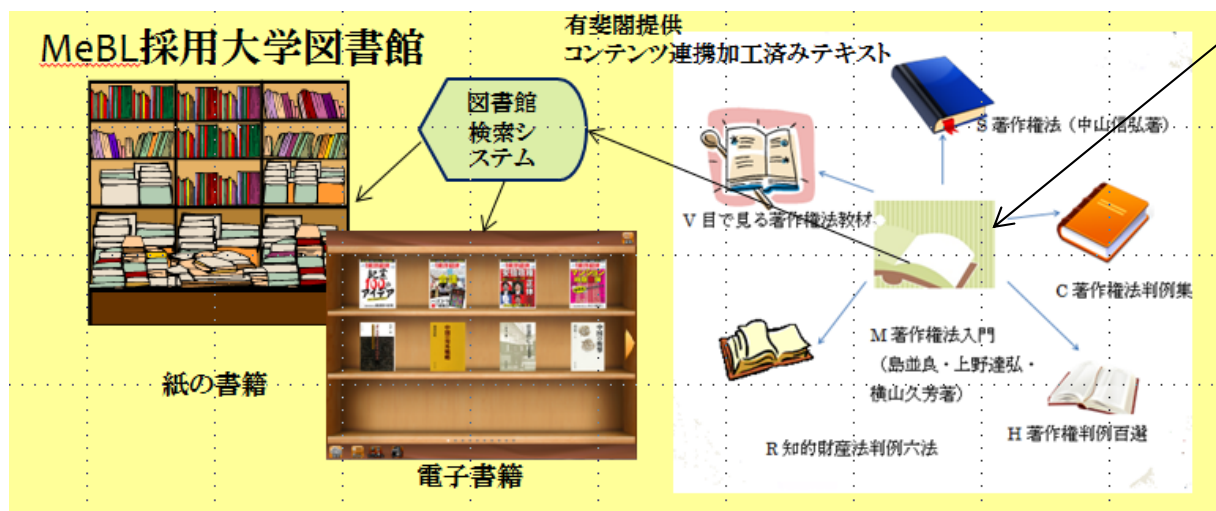 MeBL採用大学図書館
有斐閣提供
コンテンツ連携加工済みテキスト
図書館
検索シ
ステム
S 著作権法（中山信弘著）
V 目で見る著作権法教材
C 著作権法判例集
M 著作権法入門
（島並良・上野達弘・
横山久芳著）
H 著作権判例百選
R 知的財産法判例六法
紙の書籍
電子書籍